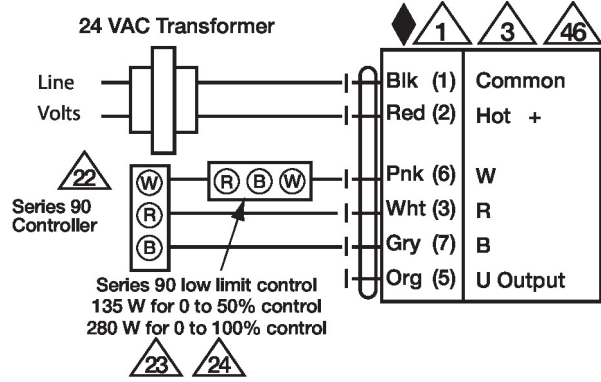 24 VAC Transformer
1 3 46
Line
Volts
Blk (1) Common
Red (2) Hot +
22
Series 90
Controller
W
R
B
R B W
Pnk (6) W
Wht (3) R
Gry (7) B
Org (5) U Output
Series 90 low limit control
135 W for 0 to 50% control
280 W for 0 to 100% control
23 24